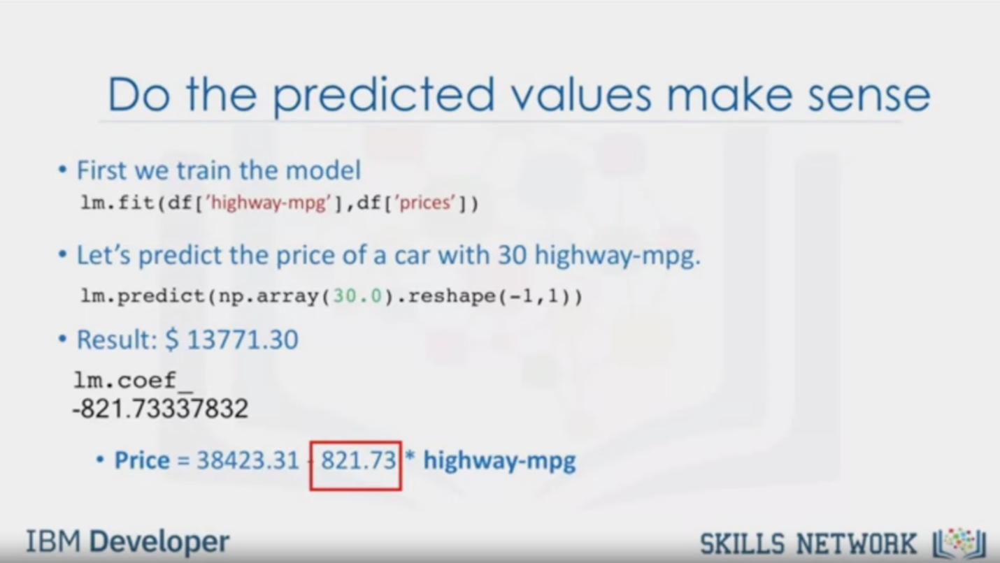 Do the predicted values make sense
• First we train the model
lm.fit(df['highway-mpg'],df['prices'])
• Let's predict the price of a car with 30 highway-mpg.
lm.predict(np.array(30.0).reshape(-1,1))
• Result: $ 13771.30
lm.coef_
-821.73337832
• Price = 38423.31 - 821.73 * highway-mpg
IBM Developer
SKILLS NETWORK